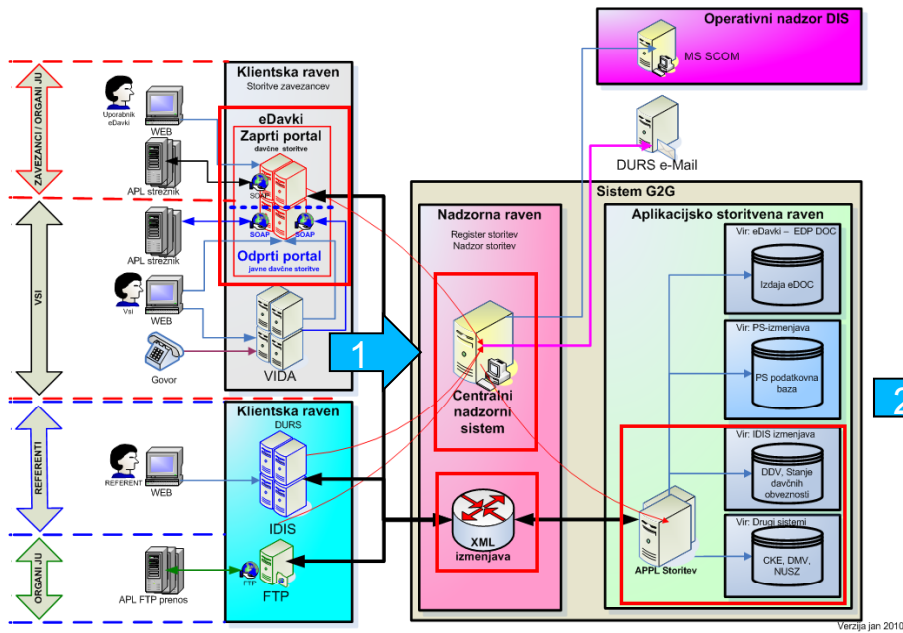 Operativni nadzor DIS
MS SCOM
DURS e-Mail
ZAVEZANCI / ORGANI JU
VSI
REFERENTI
ORGANI JU
Uporabnik
eDavki
WEB
APL strežnik
APL strežnik
Vsi
WEB
Govor
REFERENT
WEB
APL FTP prenos
Klientska raven
Storitve zavezancev
eDavki
Zaprti portal
davčne storitve
SOAP
SOAP
SOAP
Odprti portal
javne davčne storitve
VIDA
1
Klientska raven
DURS
IDIS
FTP
FTP
Sistem G2G
Nadzorna raven
Register storitev
Nadzor storitev
Centralni
nadzorni
sistem
XML
izmenjava
Aplikacijsko storitvena raven
Vir: eDavki – EDP DOC
Izdaja eDOC
Vir: PS-izmenjava
PS podatkovna
baza
Vir: IDIS izmenjava
DDV, Stanje
davčnih
obveznosti
Vir: Drugi sistemi
CKE, DMV,
NUSZ
APPL Storitev
2
Verzija jan 2010